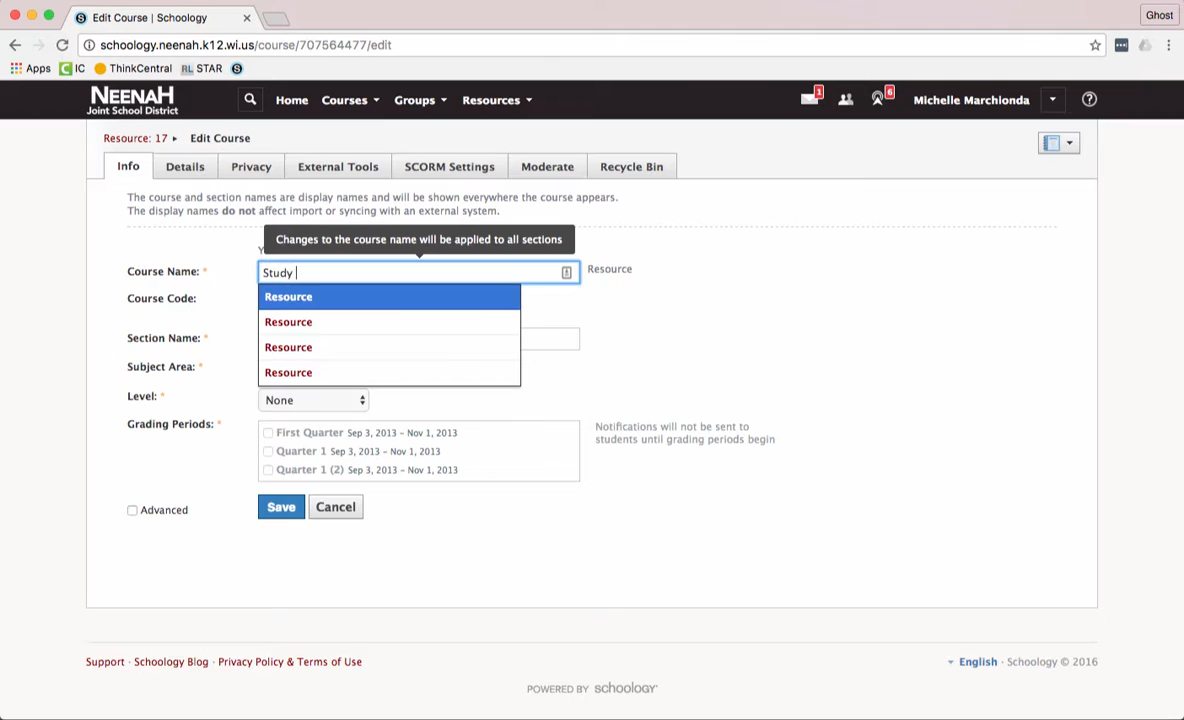 Edit Course | Schoology
Ghost
schoology.neenah.k12.wi.us/course/707564477/edit
Apps IC ThinkCentral RL STAR
NEENAH
Joint School District
Home Courses Groups Resources 1 6 Michelle Marchionda
Resource: 17 Edit Course
Info Details Privacy External Tools SCORM Settings Moderate Recycle Bin
The course and section names are display names and will be shown everywhere the course appears.
The display names do not affect import or syncing with an external system.
Changes to the course name will be applied to all sections
Course Name: * Study Resource
Course Code:
Resource
Resource
Section Name: *
Resource
Subject Area: *
Resource
Level: * None
Grading Periods: *
First Quarter Sep 3, 2013 - Nov 1, 2013
Quarter 1 Sep 3, 2013 - Nov 1, 2013
Quarter 1 (2) Sep 3, 2013 - Nov 1, 2013
Notifications will not be sent to
students until grading periods begin
Advanced Save Cancel
Support · Schoology Blog · Privacy Policy & Terms of Use
English · Schoology © 2016
POWERED BY schoology